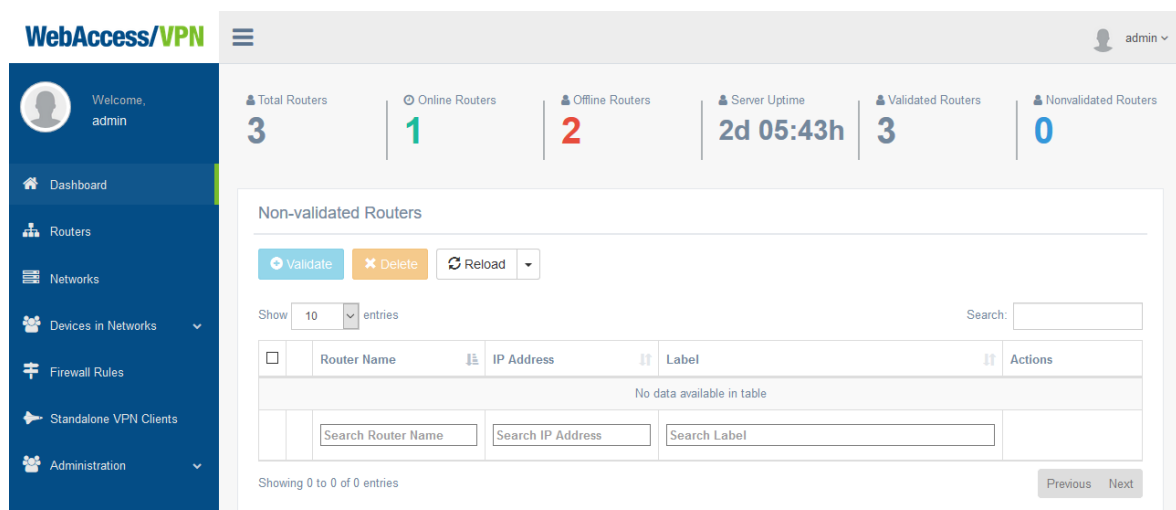 WebAccess/VPN
admin
Welcome,
admin
Dashboard
Routers
Networks
Devices in Networks
Firewall Rules
Standalone VPN Clients
Administration
Total Routers
3
Online Routers
1
Offline Routers
2
Server Uptime
2d 05:43h
Validated Routers
3
Nonvalidated Routers
0
Non-validated Routers
Validate Delete Reload
Show 10 entries Search:
Router Name IP Address Label Actions
No data available in table
Search Router Name Search IP Address Search Label
Showing 0 to 0 of 0 entries Previous Next